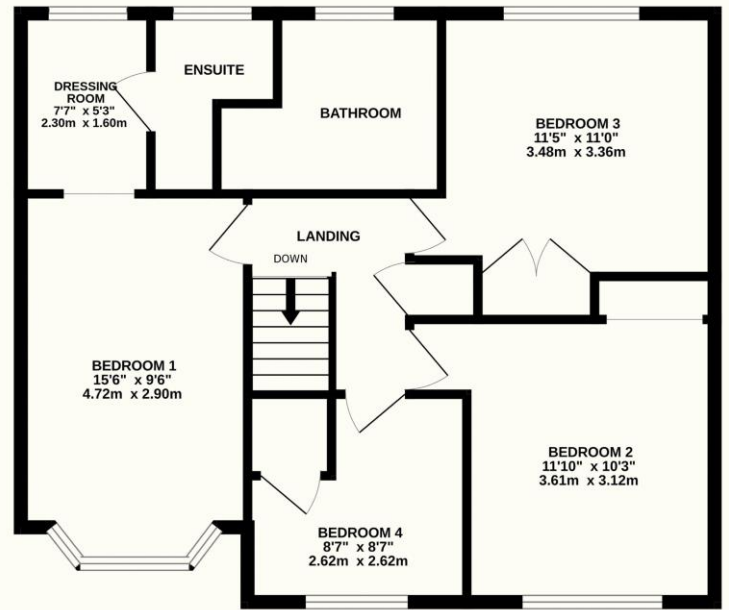 DRESSING
ROOM
7'7" x 5'3"
2.30m x 1.60m
ENSUITE
BATHROOM
BEDROOM 3
11'5" x 11'0"
3.48m x 3.36m
LANDING
DOWN
BEDROOM 1
15'6" x 9'6"
4.72m x 2.90m
BEDROOM 2
11'10" x 10'3"
3.61m x 3.12m
BEDROOM 4
8'7" x 8'7"
2.62m x 2.62m